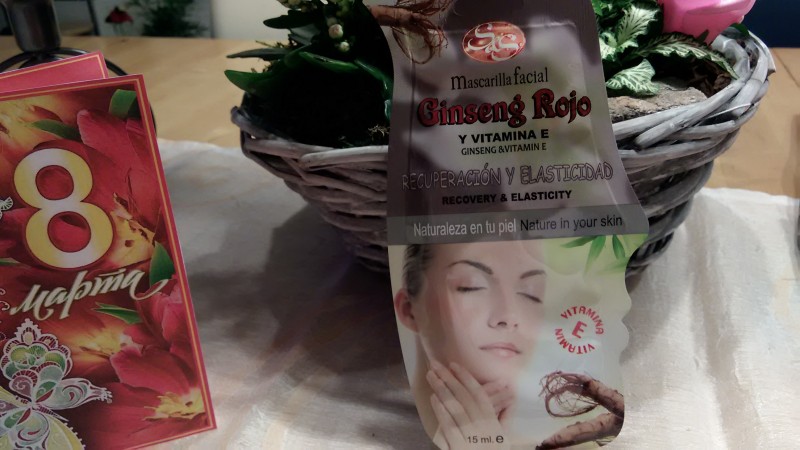 8
Марта
SyS
Mascarilla facial
Ginseng Rojo
Y VITAMINA E
GINSENG & VITAMIN E
RECUPERACIÓN Y ELASTICIDAD
RECOVERY & ELASTICITY
Naturaleza en tu piel Nature in your skin
VITAMINA
E
VITAMIN
15 ml. e